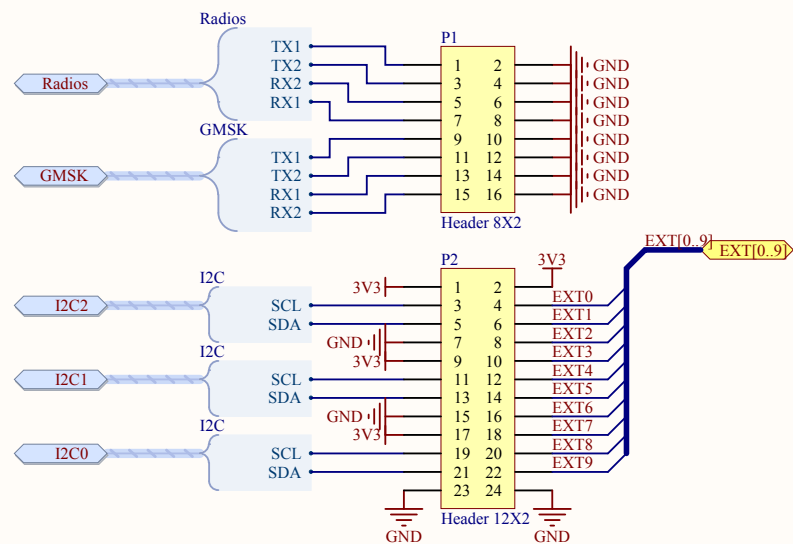 Radios
P1
TX1
1 2
GND
TX2
3 4
GND
Radios
RX2
5 6
GND
RX1
7 8
GND
GMSK
9 10
GND
TX1
11 12
GND
GMSK
TX2
13 14
GND
RX1
15 16
GND
RX2
Header 8X2
EXT[0..9]
EXT[0..9]
P2
3V3
I2C
3V3
1 2
I2C2
SCL
3 4
EXT0
SDA
5 6
EXT1
GND
7 8
EXT2
I2C
3V3
9 10
EXT3
I2C1
SCL
11 12
EXT4
SDA
13 14
EXT5
GND
15 16
EXT6
I2C
3V3
17 18
EXT7
I2C0
SCL
19 20
EXT8
SDA
21 22
EXT9
23 24
Header 12X2
GND
GND